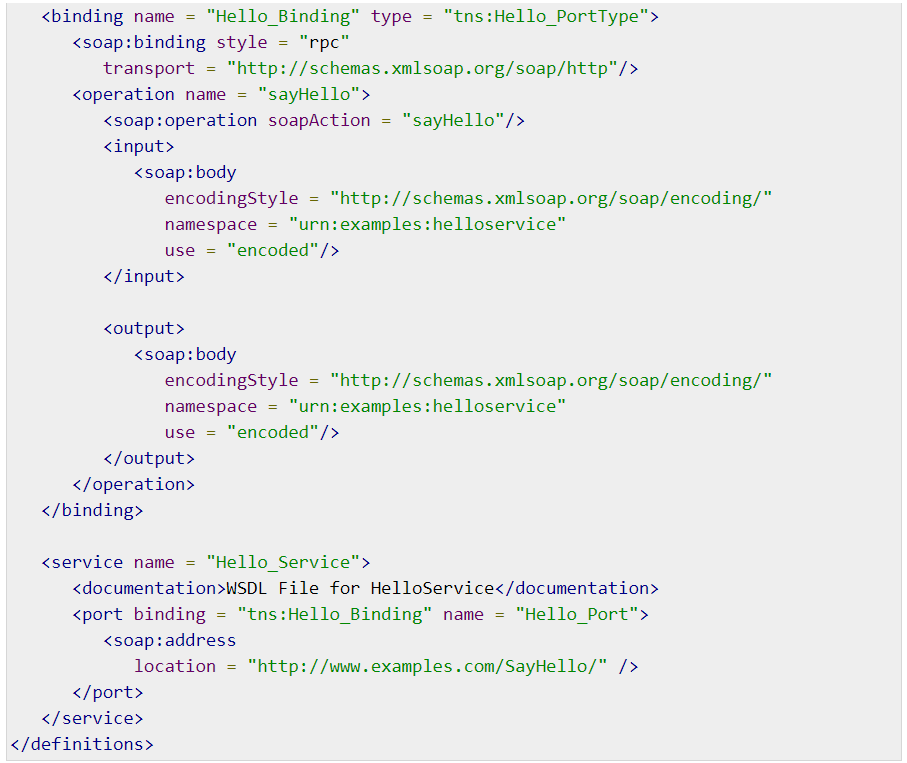 <binding name = "Hello_Binding" type = "tns:Hello_PortType">
<soap:binding style = "rpc"
transport = "http://schemas.xmlsoap.org/soap/http"/>
<operation name = "sayHello">
<soap:operation soapAction = "sayHello"/>
<input>
<soap:body
encodingStyle = "http://schemas.xmlsoap.org/soap/encoding/"
namespace = "urn:examples:helloservice"
use = "encoded"/>
</input>
<output>
<soap:body
encodingStyle = "http://schemas.xmlsoap.org/soap/encoding/"
namespace = "urn:examples:helloservice"
use = "encoded"/>
</output>
</operation>
</binding>
<service name = "Hello_Service">
<documentation>WSDL File for HelloService</documentation>
<port binding = "tns:Hello_Binding" name = "Hello_Port">
<soap:address
location = "http://www.examples.com/SayHello/" />
</port>
</service>
</definitions>